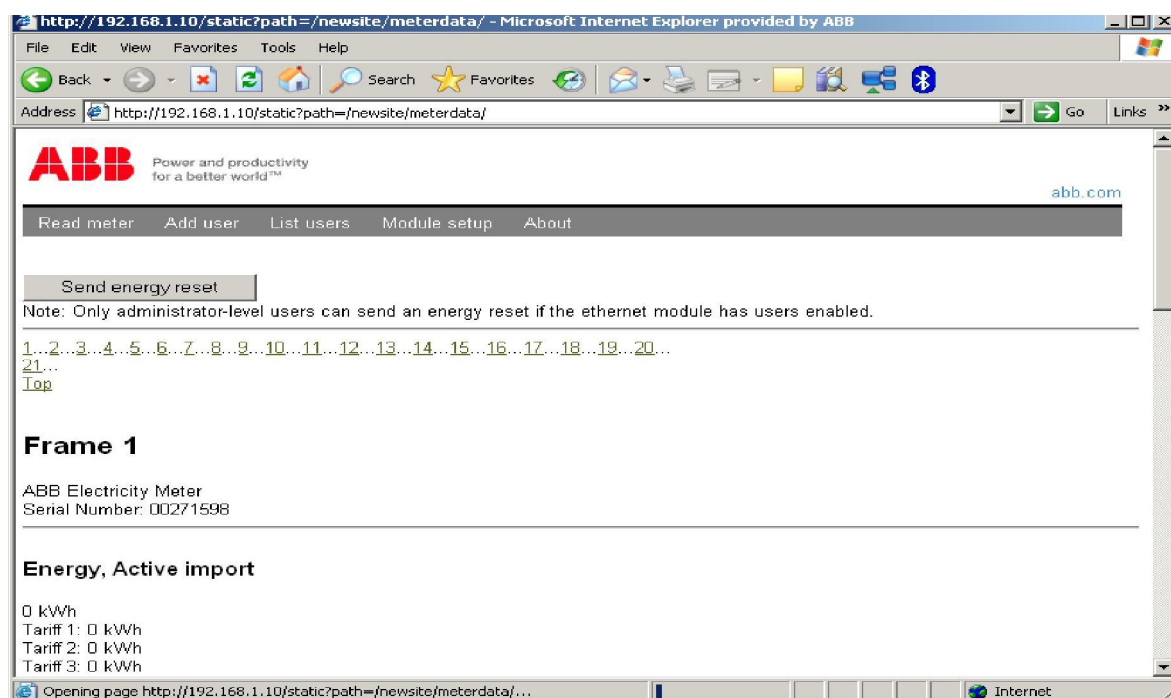 http://192.168.1.10/static?path=/newsite/meterdata/ - Microsoft Internet Explorer provided by ABB
File Edit View Favorites Tools Help
Back Search Favorites
Address http://192.168.1.10/static?path=/newsite/meterdata/ Go Links »
ABB Power and productivity
for a better world™
abb.com
Read meter Add user List users Module setup About
Send energy reset
Note: Only administrator-level users can send an energy reset if the ethernet module has users enabled.
1...2...3...4...5...6...7...8...9...10...11...12...13...14...15...16...17...18...19...20...
21...
Top
Frame 1
ABB Electricity Meter
Serial Number: 00271598
Energy, Active import
0 kWh
Tariff 1: 0 kWh
Tariff 2: 0 kWh
Tariff 3: 0 kWh
Opening page http://192.168.1.10/static?path=/newsite/meterdata/... Internet